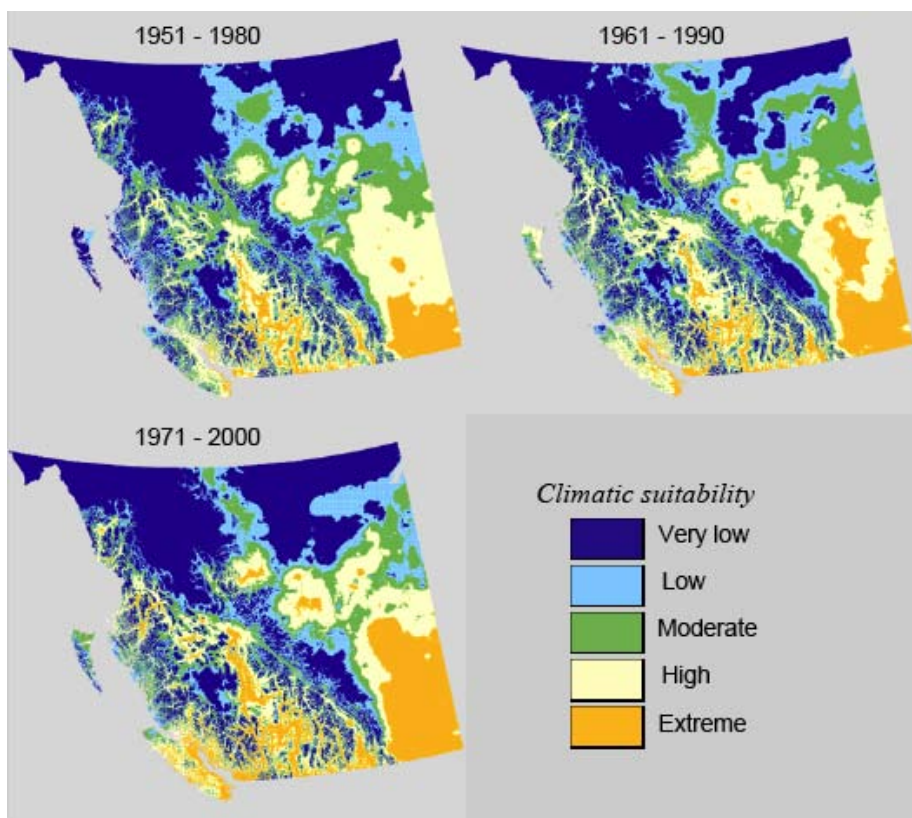 1951 - 1980
1961 - 1990
1971 - 2000
Climatic suitability
Very low
Low
Moderate
High
Extreme